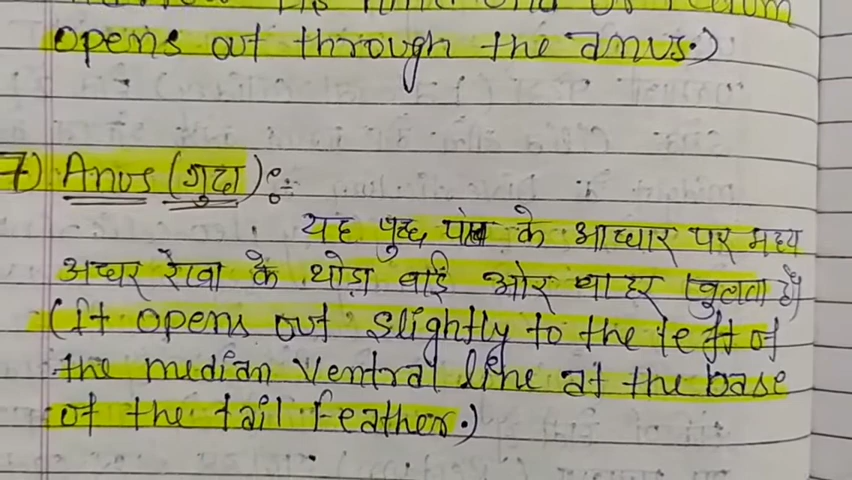 opens out through the anus.)
7) Anus (गुदा):-
यह पुच्छ पंख के आधार पर मध्य
अधर रेखा के थोड़ा बाई ओर बाहर खुलता है।
(It opens out slightly to the left of
the median ventral line at the base
of the tail feather.)